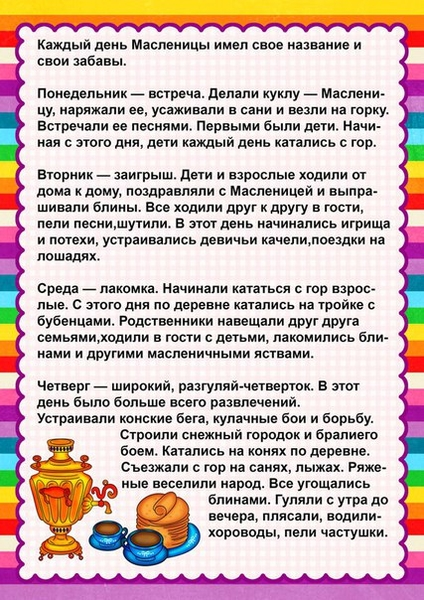 Каждый день Масленицы имел свое название и
свои забавы.
Понедельник — встреча. Делали куклу — Маслени-
цу, наряжали ее, усаживали в сани и везли на горку.
Встречали ее песнями. Первыми были дети. Начи-
ная с этого дня, дети каждый день катались с гор.
Вторник — заигрыш. Дети и взрослые ходили от
дома к дому, поздравляли с Масленицей и выпра-
шивали блины. Все ходили друг к другу в гости,
пели песни,шутили. В этот день начинались игрища
и потехи, устраивались девичьи качели,поездки на
лошадях.
Среда — лакомка. Начинали кататься с гор взрос-
лые. С этого дня по деревне катались на тройке с
бубенцами. Родственники навещали друг друга
семьями,ходили в гости с детьми, лакомились бли-
нами и другими масленичными яствами.
Четверг — широкий, разгуляй-четверток. В этот
день было больше всего развлечений.
Устраивали конские бега, кулачные бои и борьбу.
Строили снежный городок и бралиего
боем. Катались на конях по деревне.
Съезжали с гор на санях, лыжах. Ряже-
ные веселили народ. Все угощались
блинами. Гуляли с утра до
вечера, плясали, водили-
хороводы, пели частушки.